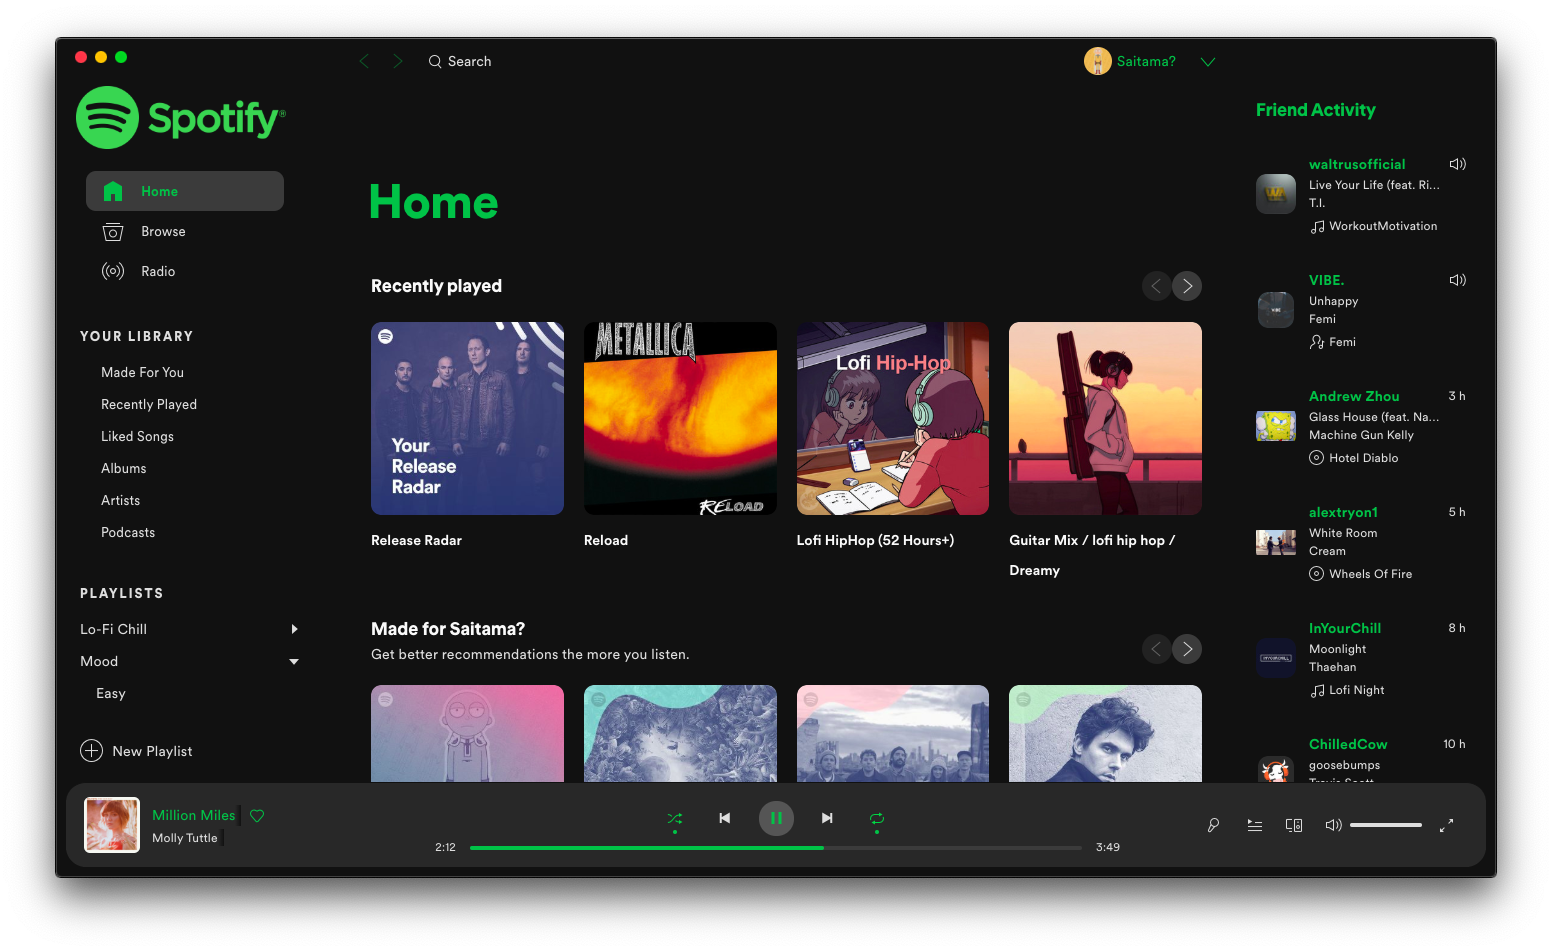 Search
Saitama?
Spotify®
Home
Browse
Radio
YOUR LIBRARY
Made For You
Recently Played
Liked Songs
Albums
Artists
Podcasts
PLAYLISTS
Lo-Fi Chill
Mood
Easy
New Playlist
Home
Recently played
Your
Release
Radar
METALLICA
RELOAD
Lofi Hip-Hop
Release Radar
Reload
Lofi HipHop (52 Hours+)
Guitar Mix / lofi hip hop /
Dreamy
Made for Saitama?
Get better recommendations the more you listen.
Friend Activity
waltrusofficial
Live Your Life (feat. Ri...
T.I.
WorkoutMotivation
VIBE
VIBE.
Unhappy
Femi
Femi
Andrew Zhou
3 h
Glass House (feat. Na...
Machine Gun Kelly
Hotel Diablo
alextryon1
5 h
White Room
Cream
Wheels Of Fire
INYOURCHILL
InYourChill
8 h
Moonlight
Thaehan
Lofi Night
ChilledCow
10 h
goosebumps
Travis Scott
Million Miles
Molly Tuttle
2:12
3:49